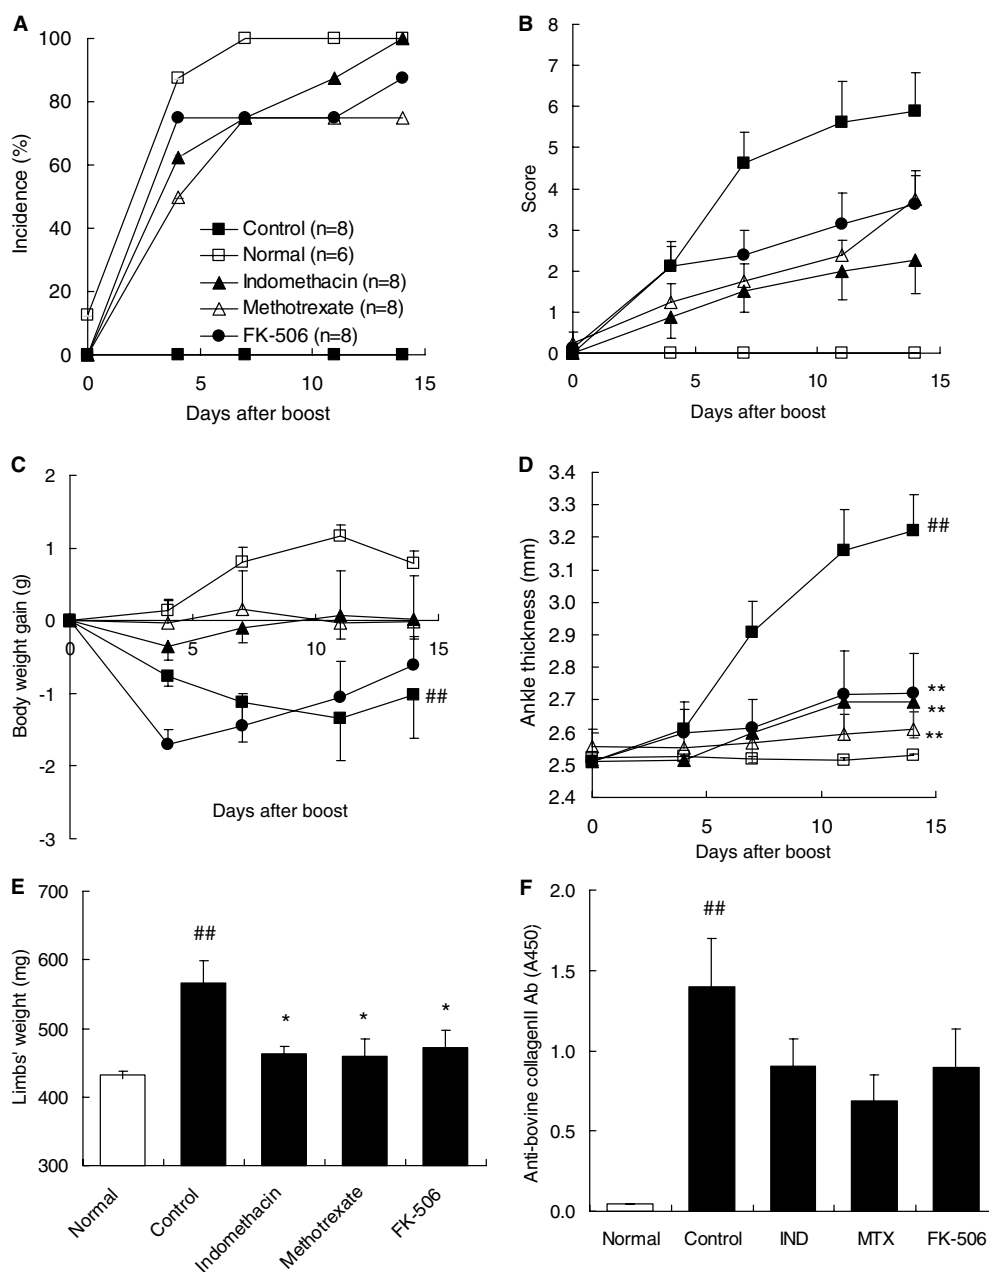 A
100
80
60
40
20
0
Incidence (%)
Control (n=8)
Normal (n=6)
Indomethacin (n=8)
Methotrexate (n=8)
FK-506 (n=8)
0 5 10 15
Days after boost
B
8
7
6
5
4
3
2
1
0
Score
0 5 10 15
Days after boost
C
2
1
0
-1
-2
-3
Body weight gain (g)
0 5 10 15
##
Days after boost
D
3.4
3.3
3.2
3.1
3.0
2.9
2.8
2.7
2.6
2.5
2.4
Ankle thickness (mm)
##
**
**
**
0 5 10 15
Days after boost
E
700
600
500
400
300
Limbs' weight (mg)
##
*
*
*
Normal
Control
Indomethacin
Methotrexate
FK-506
F
2.0
1.5
1.0
0.5
0.0
Anti-bovine collagenII Ab (A450)
##
Normal Control IND MTX FK-506